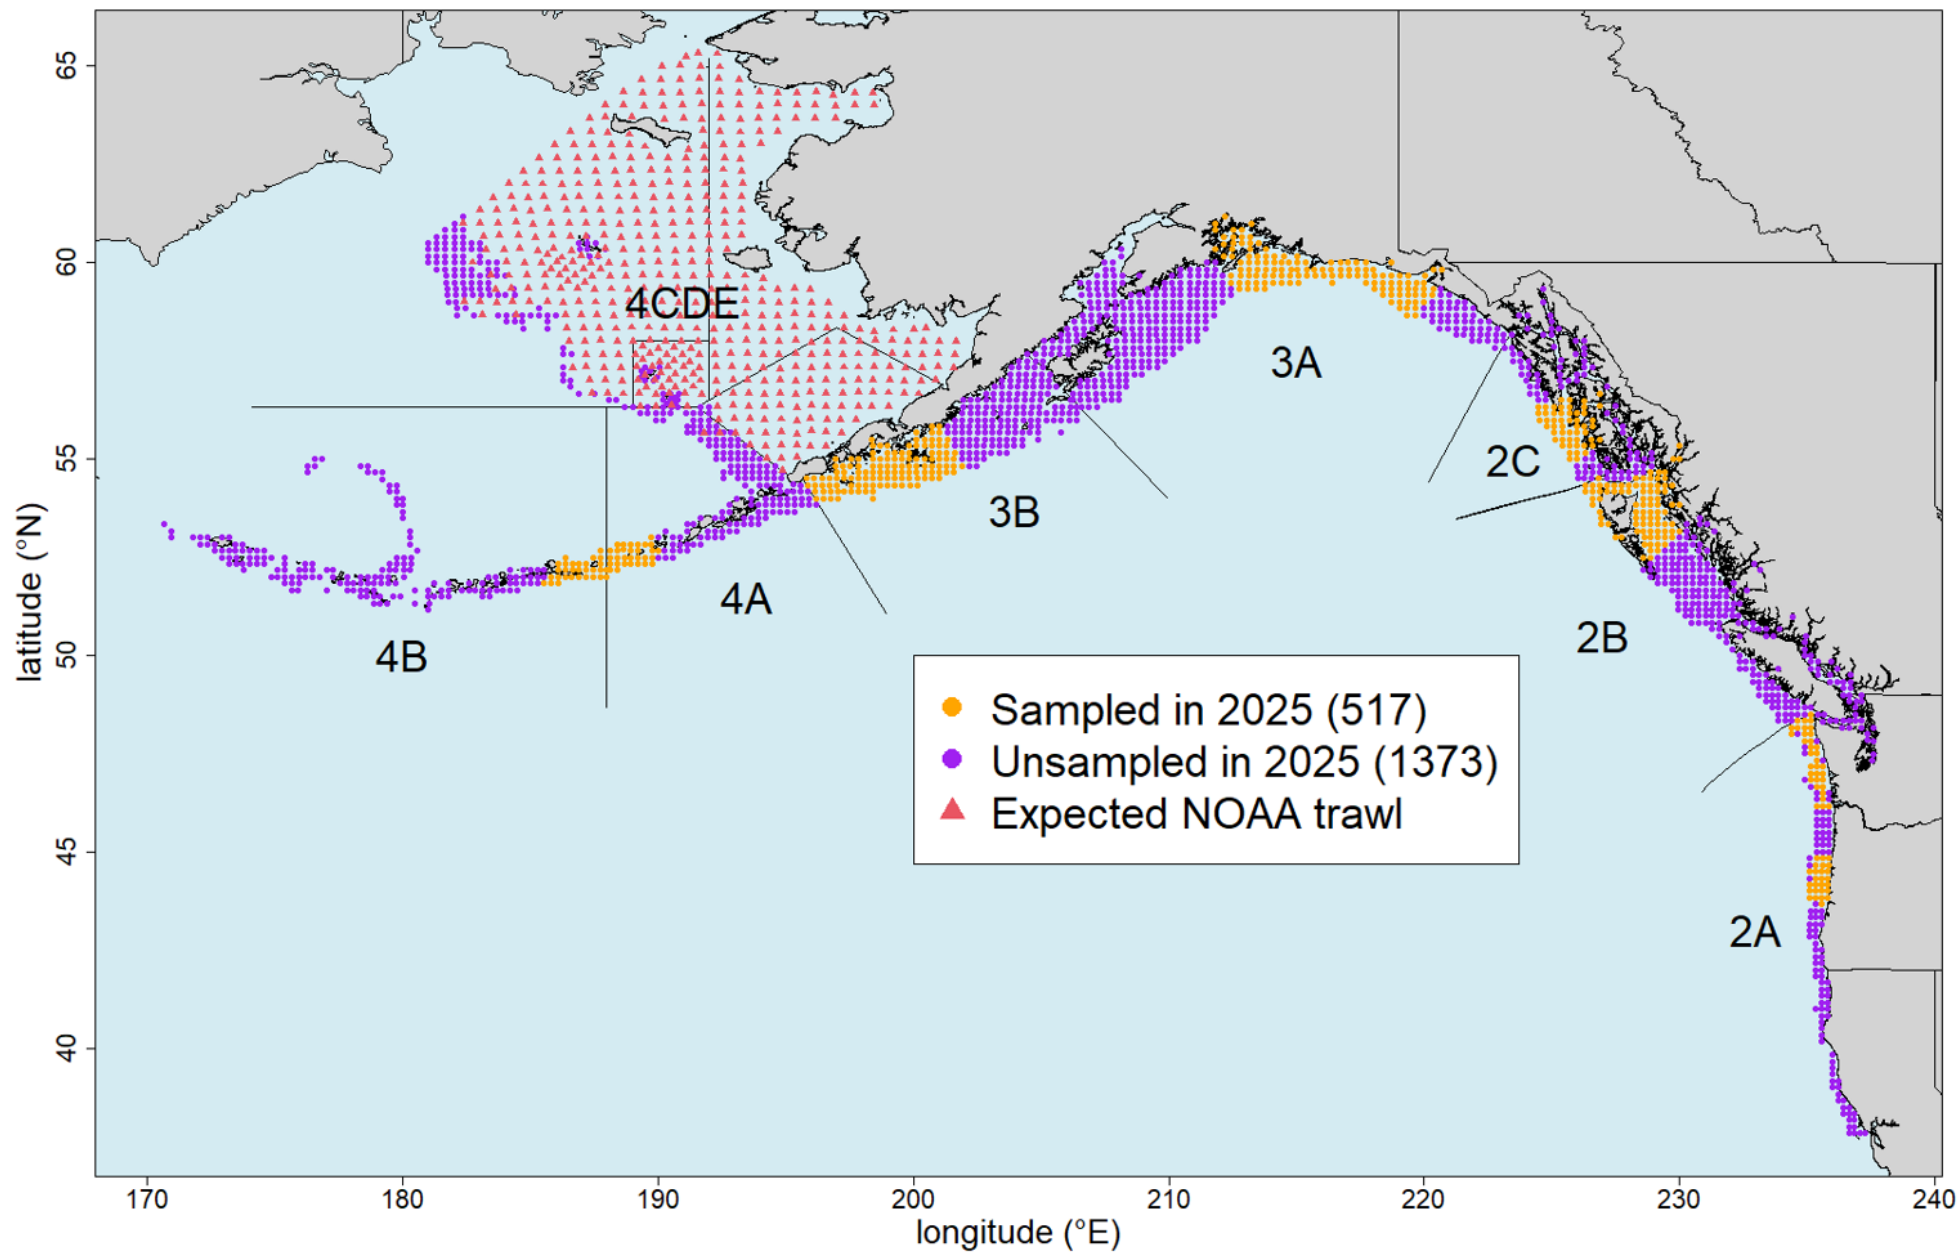 65
60
55
50
45
40
latitude (°N)
4CDE
3A
2C
3B
4A
2B
4B
2A
Sampled in 2025 (517)
Unsampled in 2025 (1373)
Expected NOAA trawl
170 180 190 200 210 220 230 240
longitude (°E)